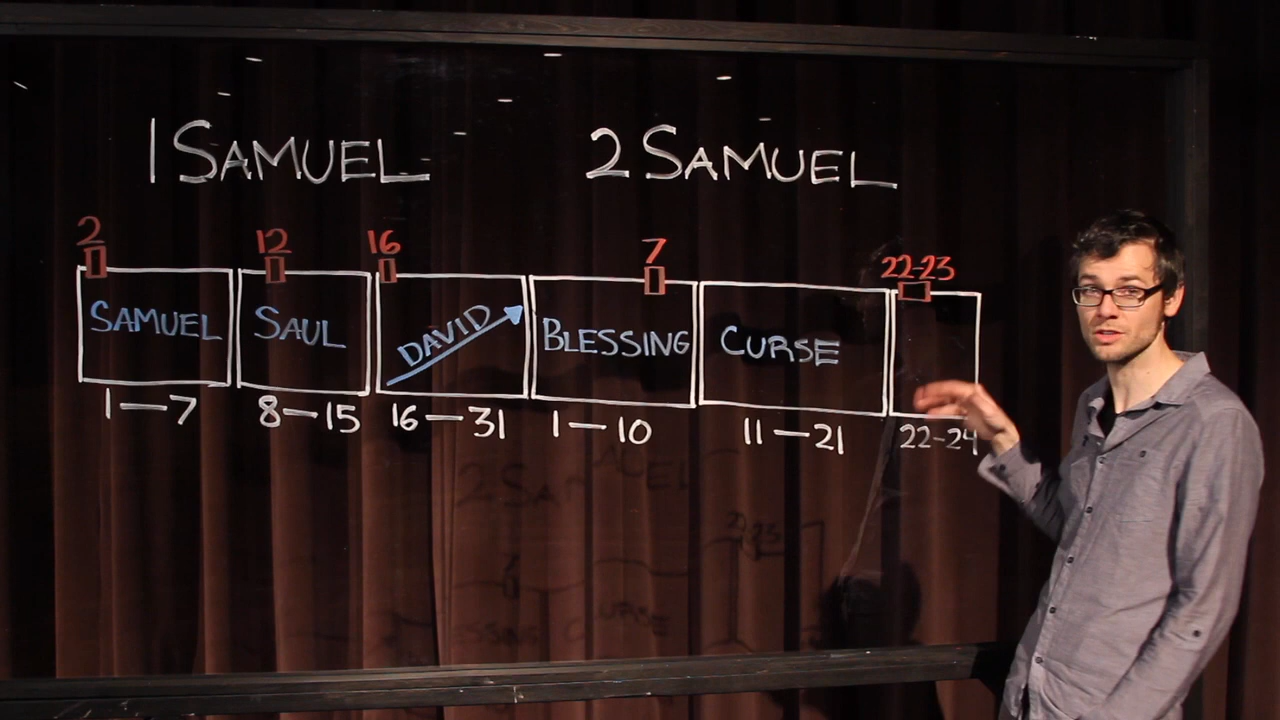 1 SAMUEL 2 SAMUEL
2 12 16 7 22-23
SAMUEL SAUL DAVID BLESSING CURSE
1—7 8—15 16—31 1—10 11—21 22-24